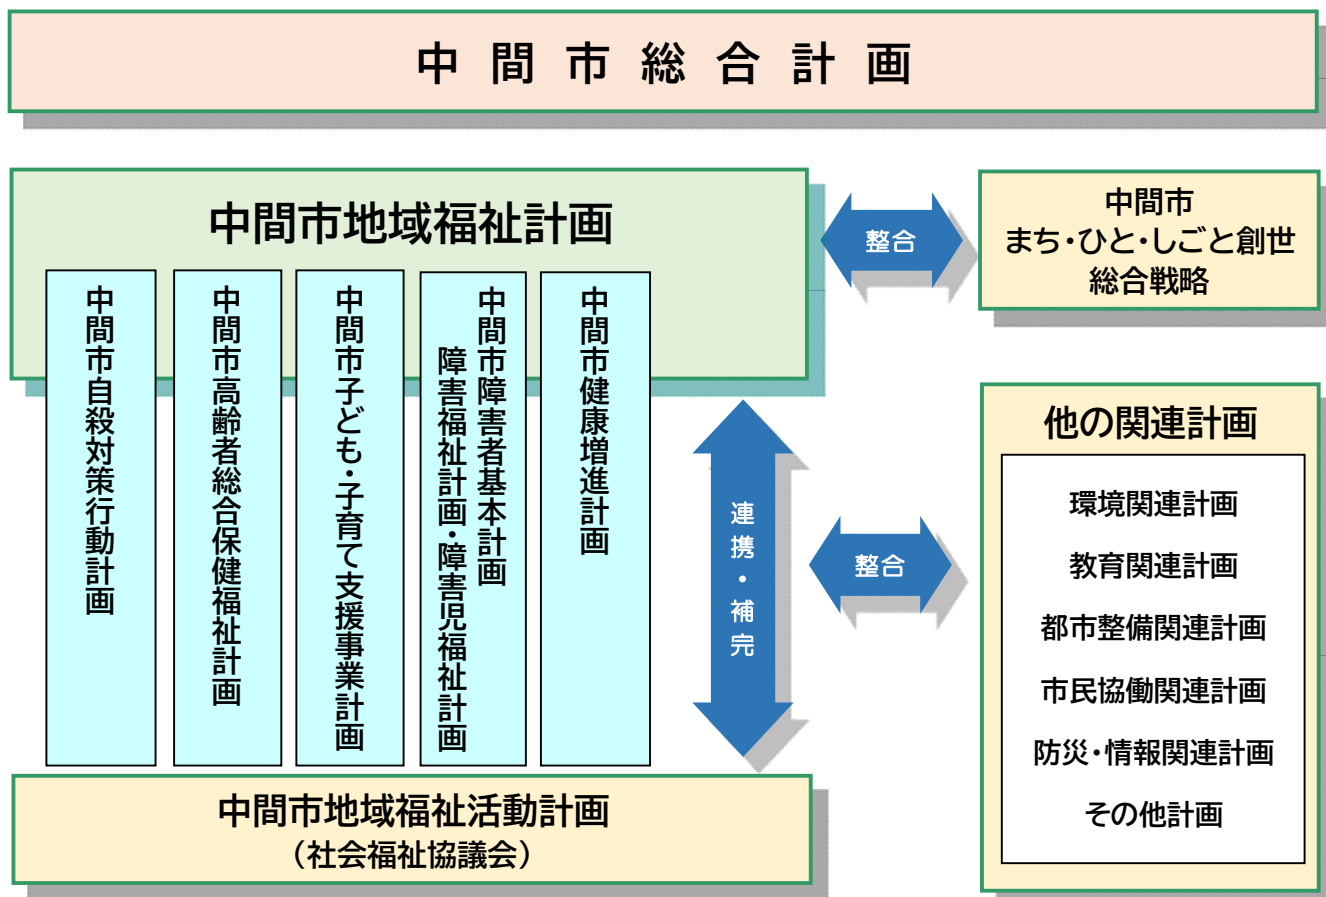 中間市総合計画
中間市地域福祉計画
整合
中間市
まち・ひと・しごと創世
総合戦略
中間市自殺対策行動計画
中間市高齢者総合保健福祉計画
中間市子ども・子育て支援事業計画
中間市障害者基本計画
障害福祉計画・障害児福祉計画
中間市健康増進計画
連携・補完
整合
他の関連計画
環境関連計画
教育関連計画
都市整備関連計画
市民協働関連計画
防災・情報関連計画
その他計画
中間市地域福祉活動計画
（社会福祉協議会）